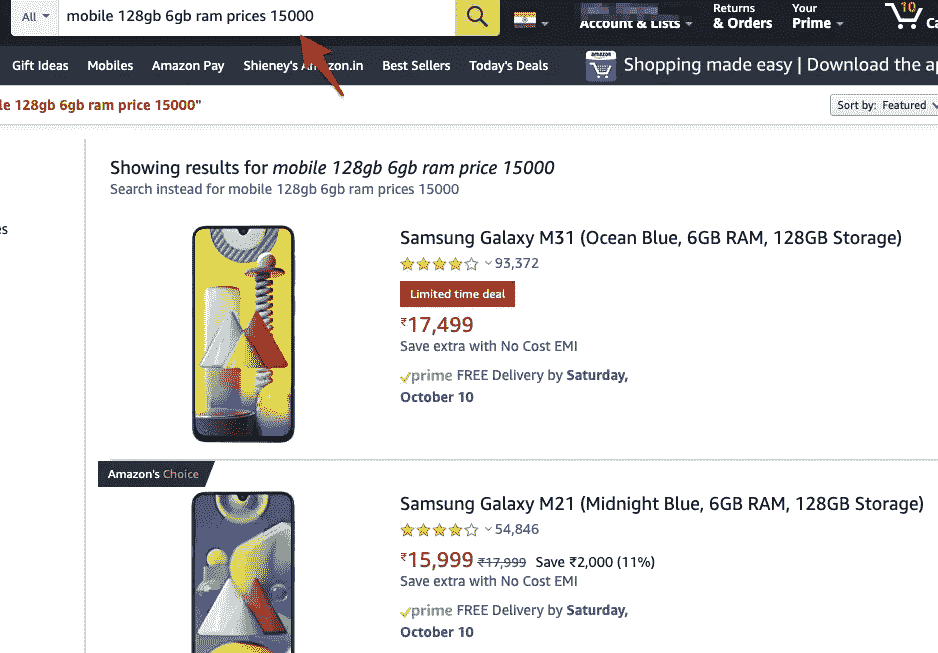 All
mobile 128gb 6gb ram prices 15000
Account & Lists
Returns
& Orders
Your
Prime
10
Ca
Gift Ideas Mobiles Amazon Pay Shieney's Am zon.in Best Sellers Today's Deals
amazon
Shopping made easy | Download the ap
le 128gb 6gb ram price 15000"
Sort by: Featured
Showing results for mobile 128gb 6gb ram price 15000
Search instead for mobile 128gb 6gb ram prices 15000
es
Samsung Galaxy M31 (Ocean Blue, 6GB RAM, 128GB Storage)
93,372
Limited time deal
₹17,499
Save extra with No Cost EMI
prime FREE Delivery by Saturday,
October 10
Amazon's Choice
Samsung Galaxy M21 (Midnight Blue, 6GB RAM, 128GB Storage)
54,846
₹15,999 ₹17,999 Save ₹2,000 (11%)
Save extra with No Cost EMI
prime FREE Delivery by Saturday,
October 10